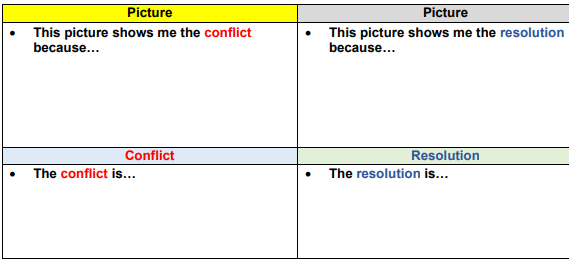 Picture
Picture
• This picture shows me the conflict
because…
• This picture shows me the resolution
because…
Conflict
Resolution
• The conflict is…
• The resolution is…